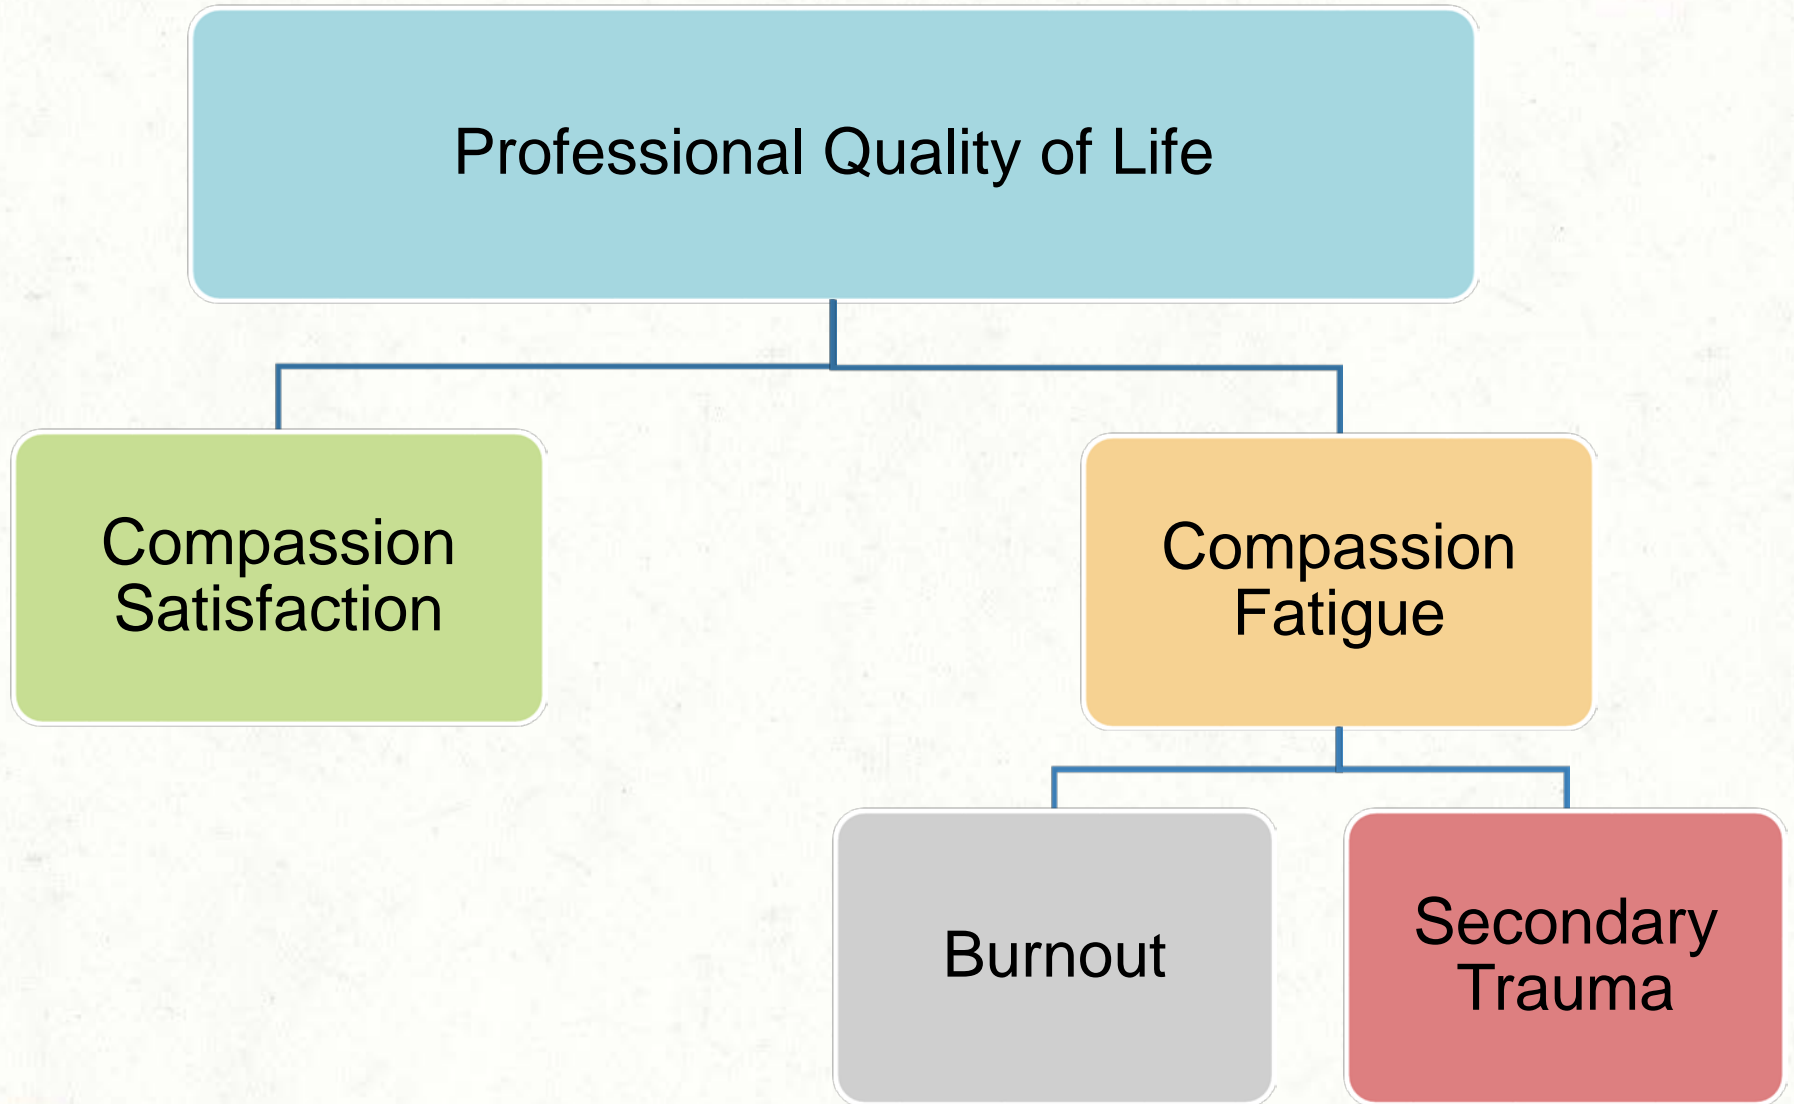 Professional Quality of Life
Compassion
Satisfaction
Compassion
Fatigue
Burnout
Secondary
Trauma